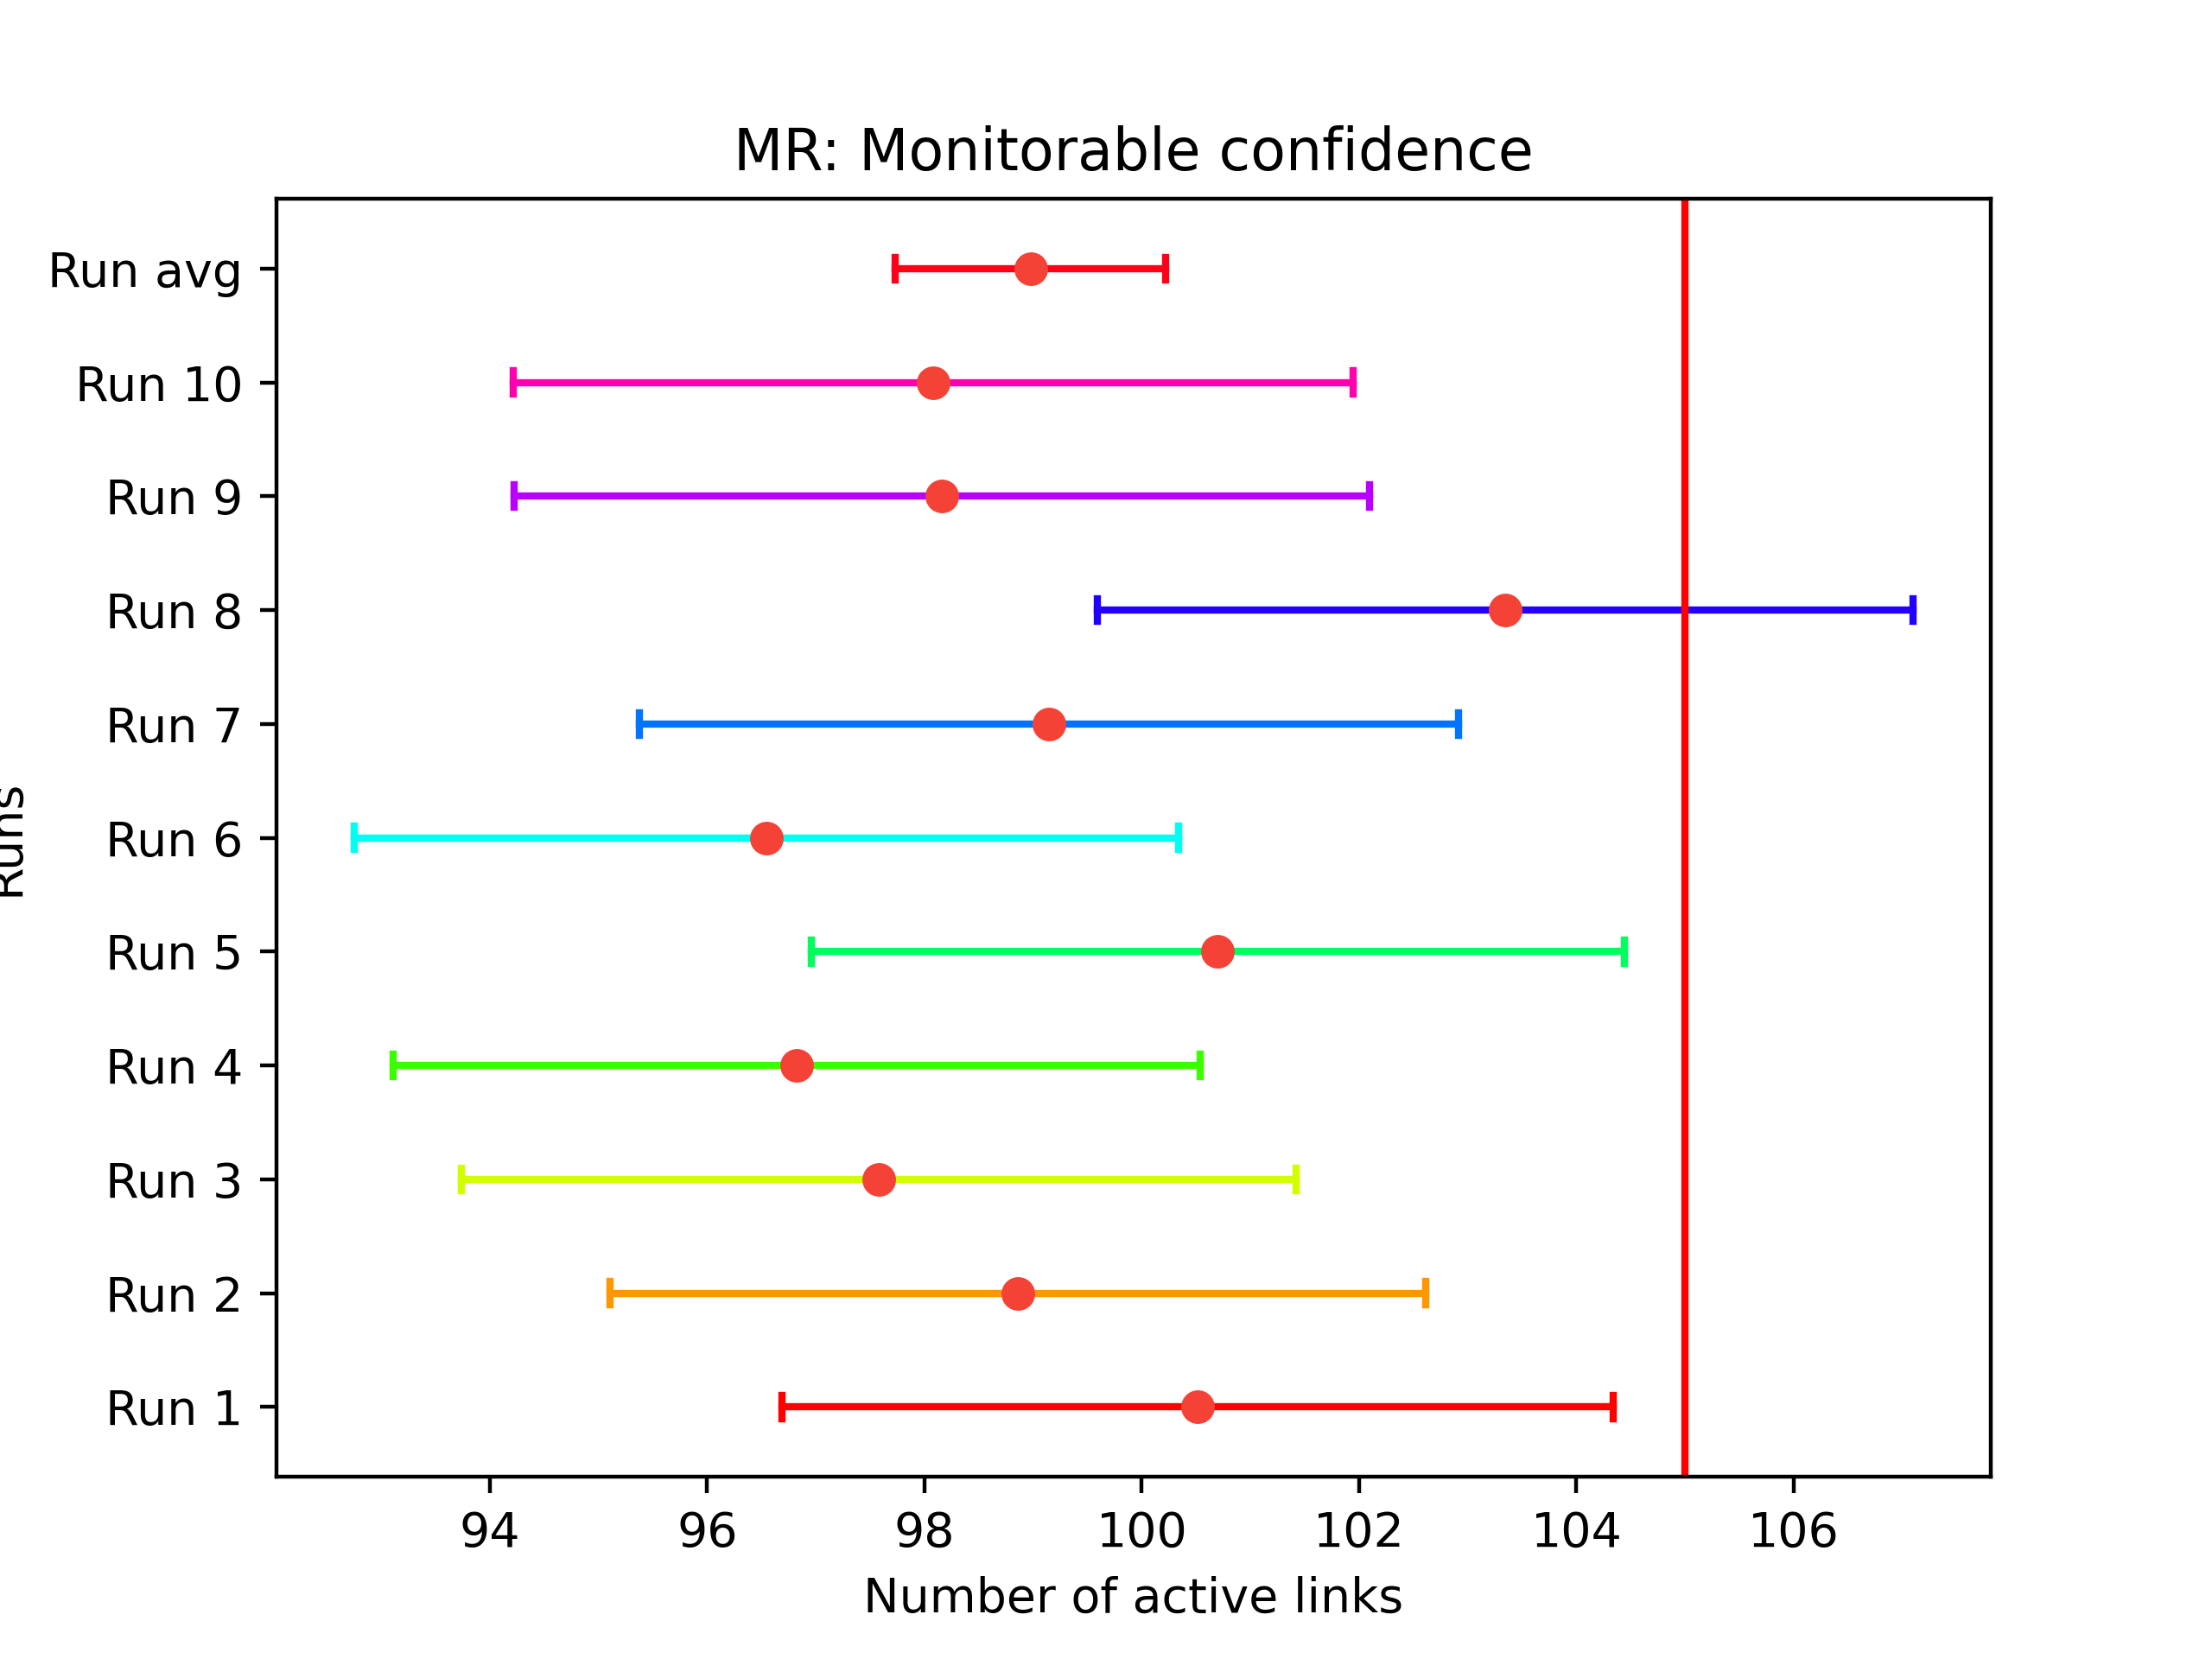 MR: Monitorable confidence
Run avg
Run 10
Run 9
Run 8
Run 7
Run 6
Run 5
Run 4
Run 3
Run 2
Run 1
Runs
94 96 98 100 102 104 106
Number of active links